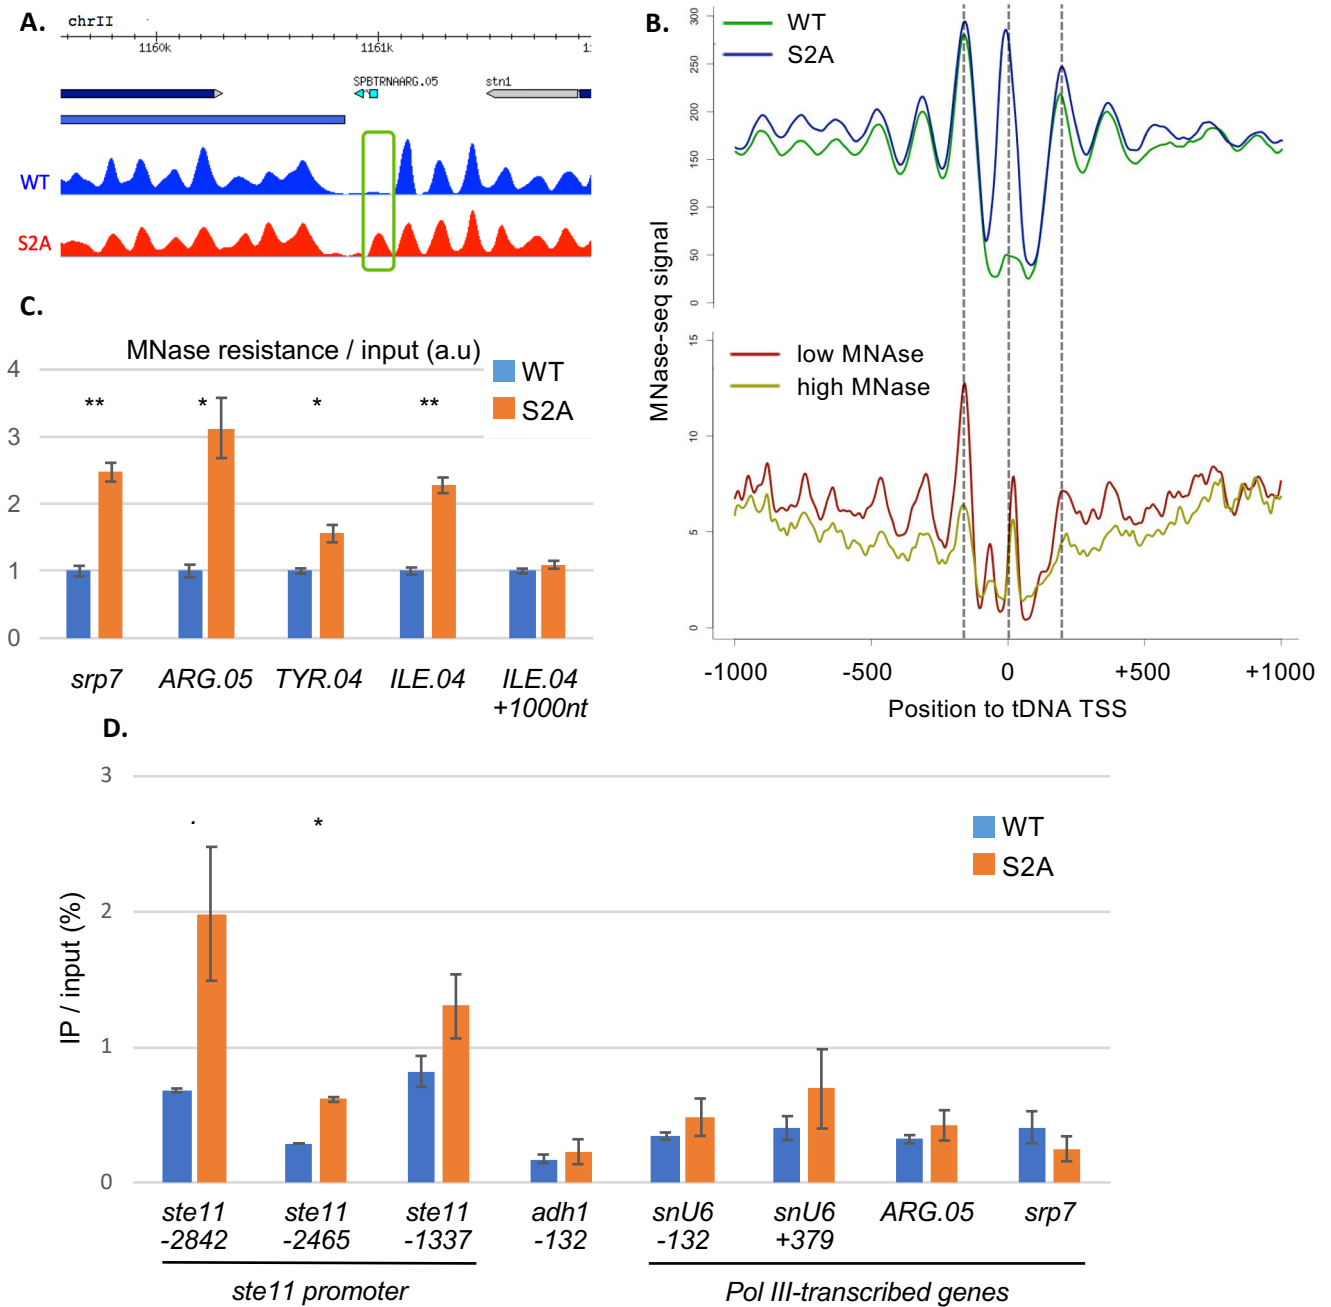 A.
chrII
1160k
1161k
1:
SPBTRNAARG.05
stn1
WT
S2A
B.
WT
S2A
300
250
200
150
100
50
0
MNase-seq signal
low MNAse
high MNase
15
10
5
0
-1000
-500
0
+500
+1000
Position to tDNA TSS
C.
MNase resistance / input (a.u)
WT
S2A
4
3
2
1
0
**
*
*
**
srp7
ARG.05
TYR.04
ILE.04
ILE.04
+1000nt
D.
3
2
1
0
IP / input (%)
.
*
WT
S2A
ste11
-2842
ste11
-2465
ste11
-1337
adh1
-132
snU6
-132
snU6
+379
ARG.05
srp7
ste11 promoter
Pol III-transcribed genes